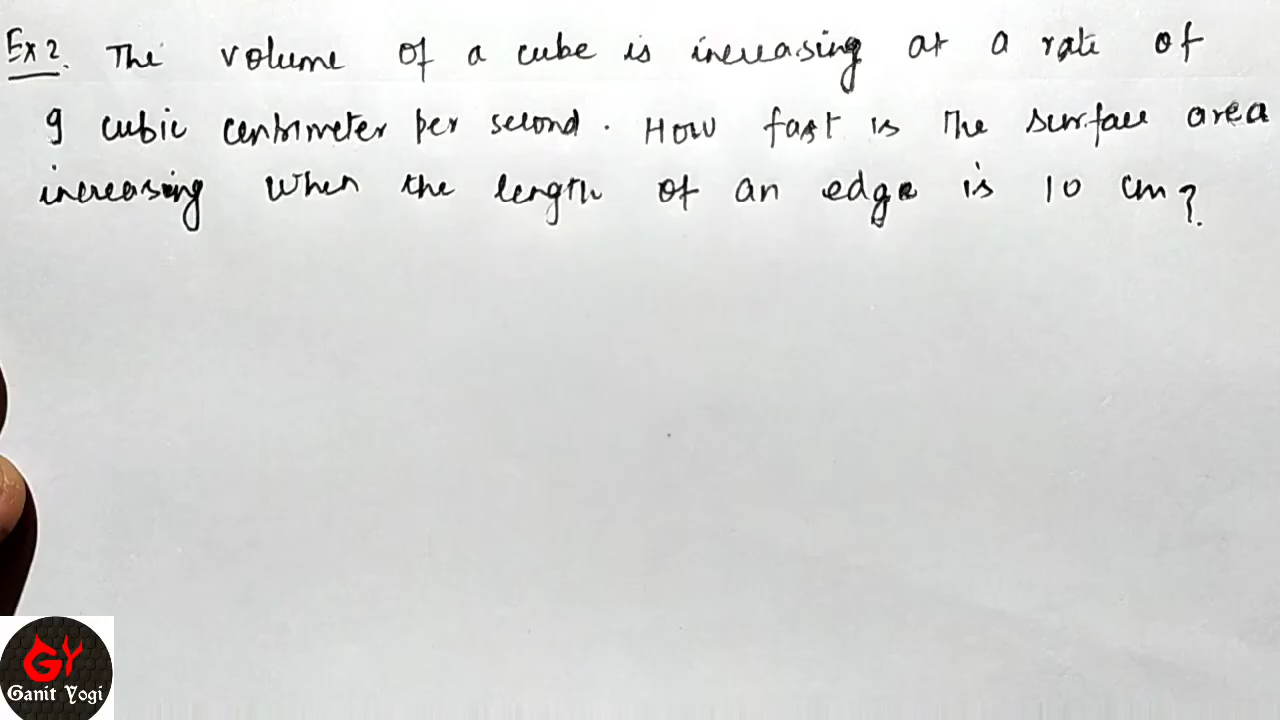 Ex 2. The volume of a cube is increasing at a rate of
9 cubic centimeter per second. How fast is the surface area
increasing when the length of an edge is 10 cm?
GY
Ganit Yogi